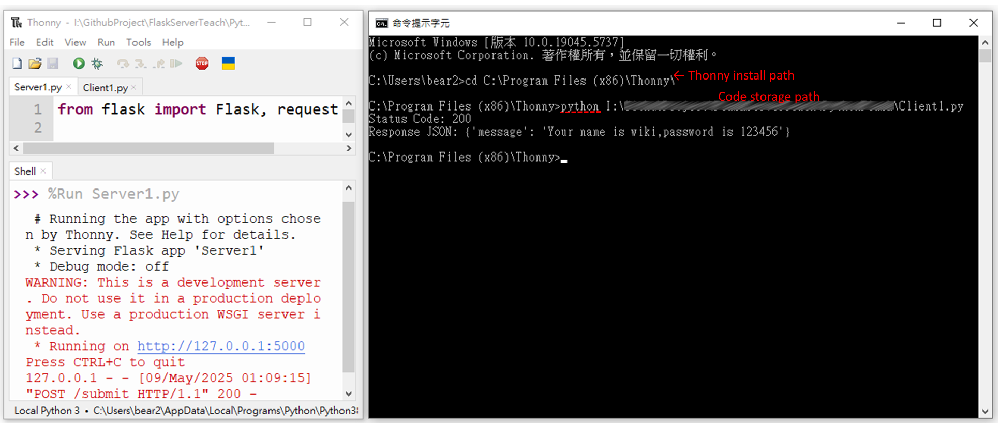 Thonny - I:\GithubProject\FlaskServerTeach\Pyt...
File Edit View Run Tools Help
STOP
Server1.py × Client1.py ×
1 from flask import Flask, request
2
Shell ×
>>> %Run Server1.py
# Running the app with options chose
n by Thonny. See Help for details.
* Serving Flask app 'Server1'
* Debug mode: off
WARNING: This is a development server
. Do not use it in a production deplo
yment. Use a production WSGI server i
nstead.
* Running on http://127.0.0.1:5000
Press CTRL+C to quit
127.0.0.1 - - [09/May/2025 01:09:15]
"POST /submit HTTP/1.1" 200 -
Local Python 3 • C:\Users\bear2\AppData\Local\Programs\Python\Python38
命令提示字元
Microsoft Windows [版本 10.0.19045.5737]
(c) Microsoft Corporation. 著作權所有，並保留一切權利。
C:\Users\bear2>cd C:\Program Files (x86)\Thonny\ ← Thonny install path
Code storage path
C:\Program Files (x86)\Thonny>python I:\ \Client1.py
Status Code: 200
Response JSON: {'message': 'Your name is wiki,password is 123456'}
C:\Program Files (x86)\Thonny>